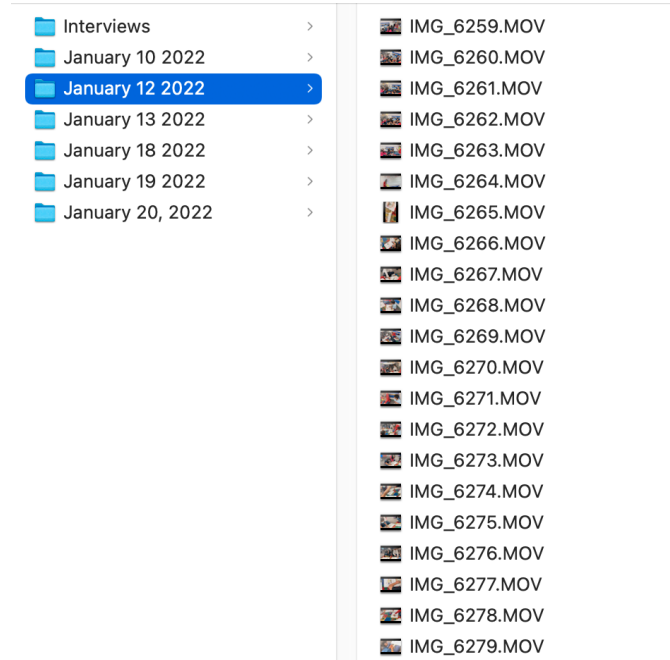 Interviews
January 10 2022
January 12 2022
January 13 2022
January 18 2022
January 19 2022
January 20, 2022
IMG_6259.MOV
IMG_6260.MOV
IMG_6261.MOV
IMG_6262.MOV
IMG_6263.MOV
IMG_6264.MOV
IMG_6265.MOV
IMG_6266.MOV
IMG_6267.MOV
IMG_6268.MOV
IMG_6269.MOV
IMG_6270.MOV
IMG_6271.MOV
IMG_6272.MOV
IMG_6273.MOV
IMG_6274.MOV
IMG_6275.MOV
IMG_6276.MOV
IMG_6277.MOV
IMG_6278.MOV
IMG_6279.MOV